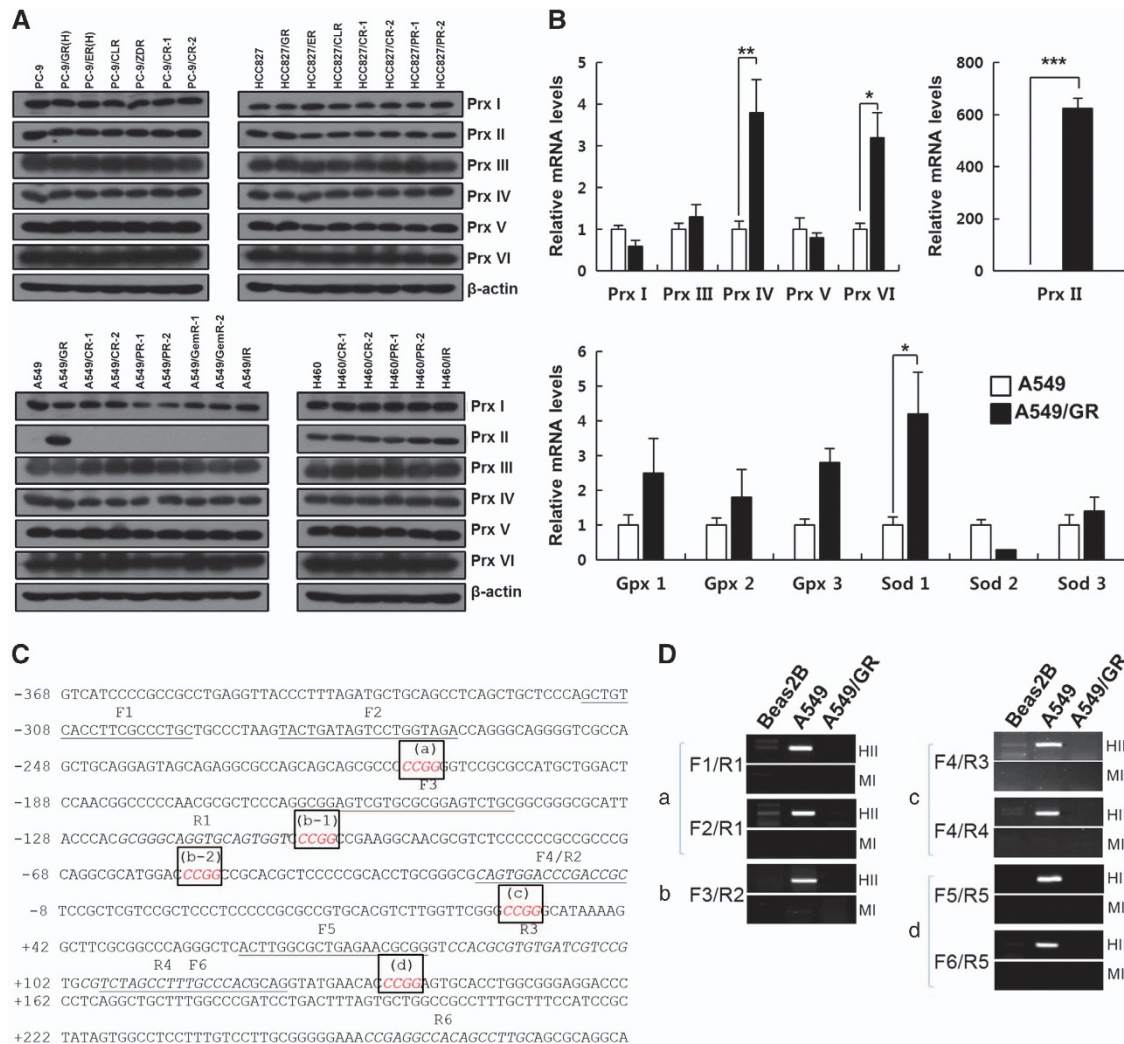 A
PC-9
PC-9/GR(H)
PC-9/ER(H)
PC-9/CLR
PC-9/ZDR
PC-9/CR-1
PC-9/CR-2
HCC827
HCC827/GR
HCC827/ER
HCC827/CLR
HCC827/CR-1
HCC827/CR-2
HCC827/PR-1
HCC827/PR-2
Prx I
Prx II
Prx III
Prx IV
Prx V
Prx VI
β-actin
A549
A549/GR
A549/CR-1
A549/CR-2
A549/PR-1
A549/PR-2
A549/GemR-1
A549/GemR-2
A549/IR
H460
H460/CR-1
H460/CR-2
H460/PR-1
H460/PR-2
H460/IR
Prx I
Prx II
Prx III
Prx IV
Prx V
Prx VI
β-actin
B
Relative mRNA levels
5
4
3
2
1
0
**
*
Prx I Prx III Prx IV Prx V Prx VI
Relative mRNA levels
800
600
400
200
0
***
Prx II
Relative mRNA levels
6
5
4
3
2
1
0
*
A549
A549/GR
Gpx 1 Gpx 2 Gpx 3 Sod 1 Sod 2 Sod 3
C
-368 GTCATCCCCGCCGCCTGAGGTTACCCTTTAGATGCTGCAGCCTCAGCTGCTCCCAGCTGT
F1 F2
-308 CACCTTCGCCCTGCTGCCCTAAGTACTGATAGTCCTGGTAGACCAGGGCAGGGGTCGCCA
(a)
-248 GCTGCAGGAGTAGCAGAGGCGCCAGCAGCAGCGCCCCCGGGGTCCGCGCCATGCTGGACT
F3
-188 CCAACGGCCCCCAACGCGCTCCCAGGCGGAGTCGTGCGCGGAGTCTGCGGCGGGCGCATT
R1 (b-1)
-128 ACCCACGCGGGCAGGTGCAGTGGTCCCGGCCGAAGGCAACGCGTCTCCCCCCGCCGCCCG
(b-2) F4/R2
-68 CAGGCGCATGGACCCGGCCGCACGCTCCCCCGCACCTGCGGGCGCAGTGGACCCGACCGC
(c)
-8 TCCGCTCGTCCGCTCCCTCCCCCGCGCCGTGCACGTCTTGGTTCGGGCCGGGCATAAAAG
F5 R3
+42 GCTTCGCGGCCCAGGGCTCACTTGGCGCTGAGAACGCGGGTCCACGCGTGTGATCGTCCG
R4 F6 (d)
+102 TGCGTCTAGCCTTTGCCCACGCAGGTATGAACACCCGGAGTGCACCTGGCGGGAGGACCC
+162 CCTCAGGCTGCTTTGGCCCGATCCTGACTTTAGTGCTGGCCGCCTTTGCTTTCCATCCGC
R6
+222 TATAGTGGCCTCCTTTGTCCTTGCGGGGGAAACCGAGGCCACAGCCTTGCAGCGCAGGCA
D
Beas2B
A549
A549/GR
a
F1/R1
HII
MI
F2/R1
HII
MI
b
F3/R2
HII
MI
Beas2B
A549
A549/GR
c
F4/R3
HII
MI
F4/R4
HII
MI
d
F5/R5
HII
MI
F6/R5
HII
MI